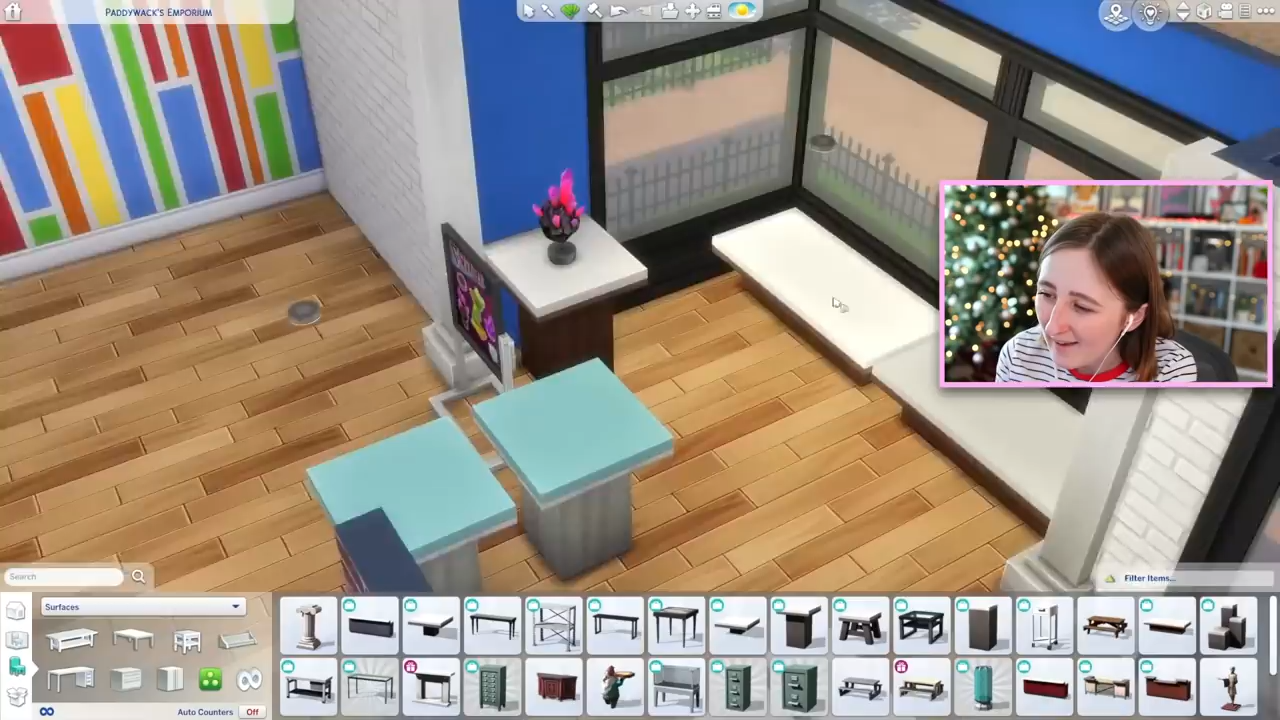 PADDYWACK'S EMPORIUM
Search
Filter Items...
Surfaces
Auto Counters
Off